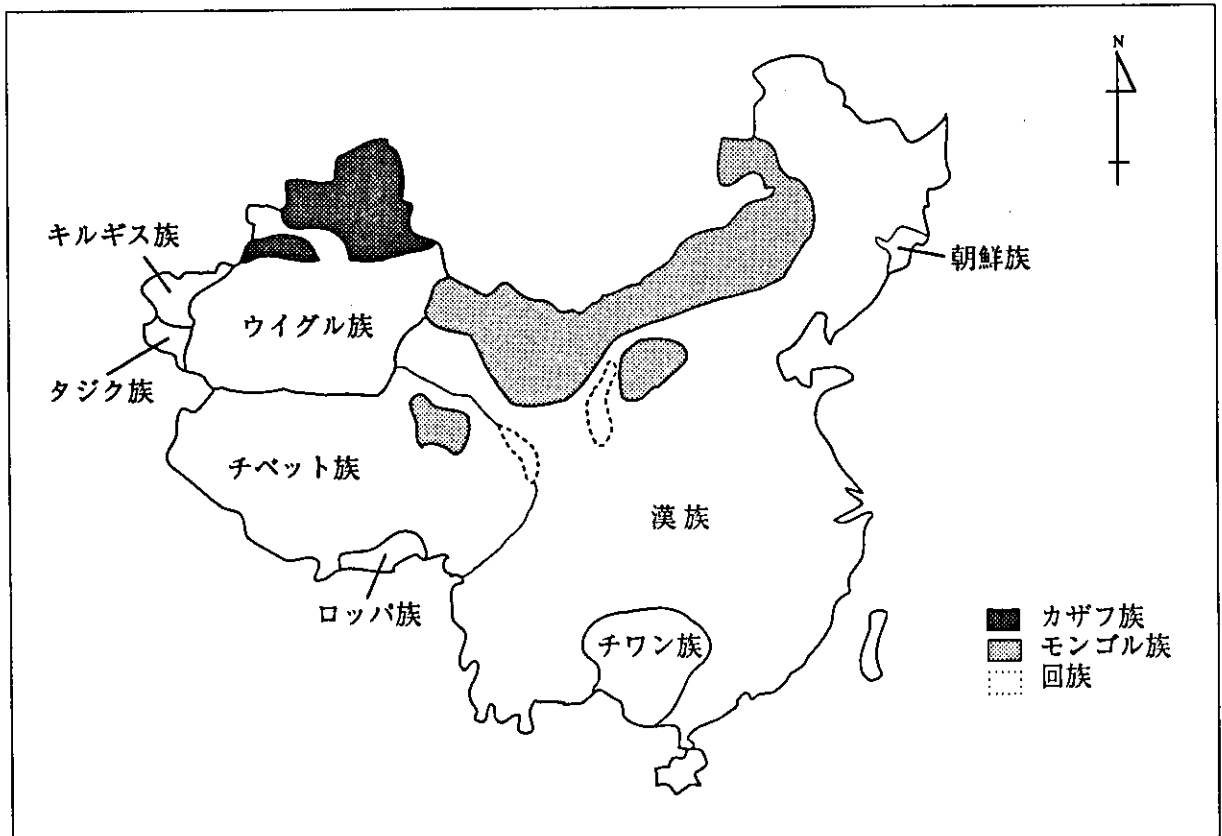 N
キルギス族
朝鮮族
ウイグル族
タジク族
チベット族
漢族
ロッパ族
チワン族
カザフ族
モンゴル族
回族